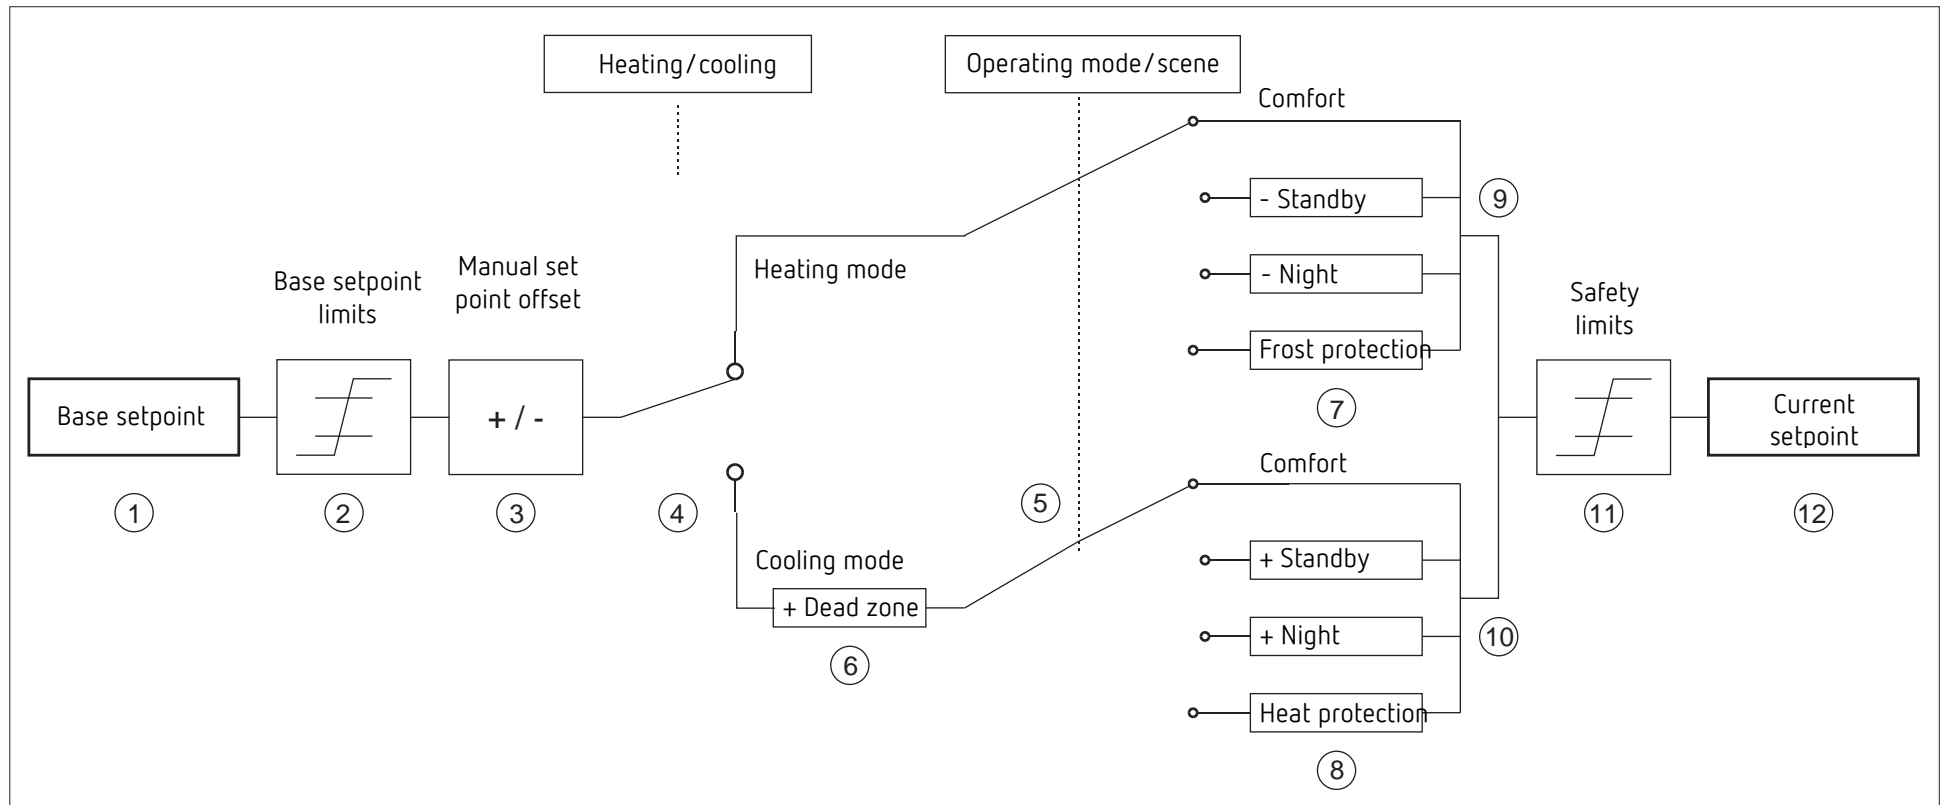 Heating/cooling
Operating mode/scene
Comfort
- Standby
9
- Night
Heating mode
Base setpoint
limits
Manual set
point offset
Safety
limits
Frost protection
7
Base setpoint
+ / -
Current
setpoint
1
2
3
4
5
11
12
Comfort
Cooling mode
+ Dead zone
6
+ Standby
+ Night
10
Heat protection
8